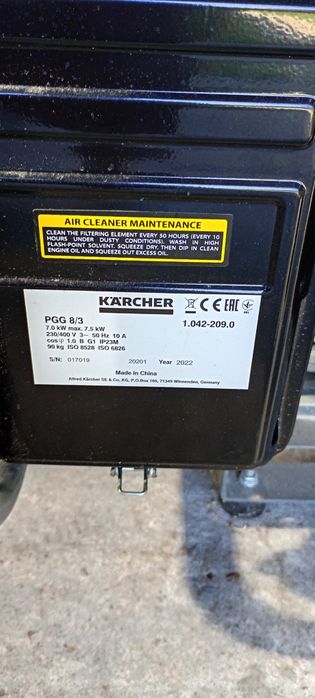 AIR CLEANER MAINTENANCE
CLEAN THE FILTERING ELEMENT EVERY 50 HOURS (EVERY 10
HOURS UNDER DUSTY CONDITIONS). WASH IN HIGH
FLASH-POINT SOLVENT. SQUEEZE DRY, THEN DIP IN CLEAN
ENGINE OIL AND SQUEEZE OUT EXCESS OIL.
KÄRCHER CE EAC
PGG 8/3 1.042-209.0
7.0 kW max. 7.5 kW
230/400 V 3~ 50 Hz 10 A
cosφ 1.0 B G1 IP23M
90 kg ISO 8528 ISO 6826
S/N: 017019 20201 Year 2022
Made in China
Alfred Kärcher SE & Co. KG, P.O.Box 160, 71349 Winnenden, Germany